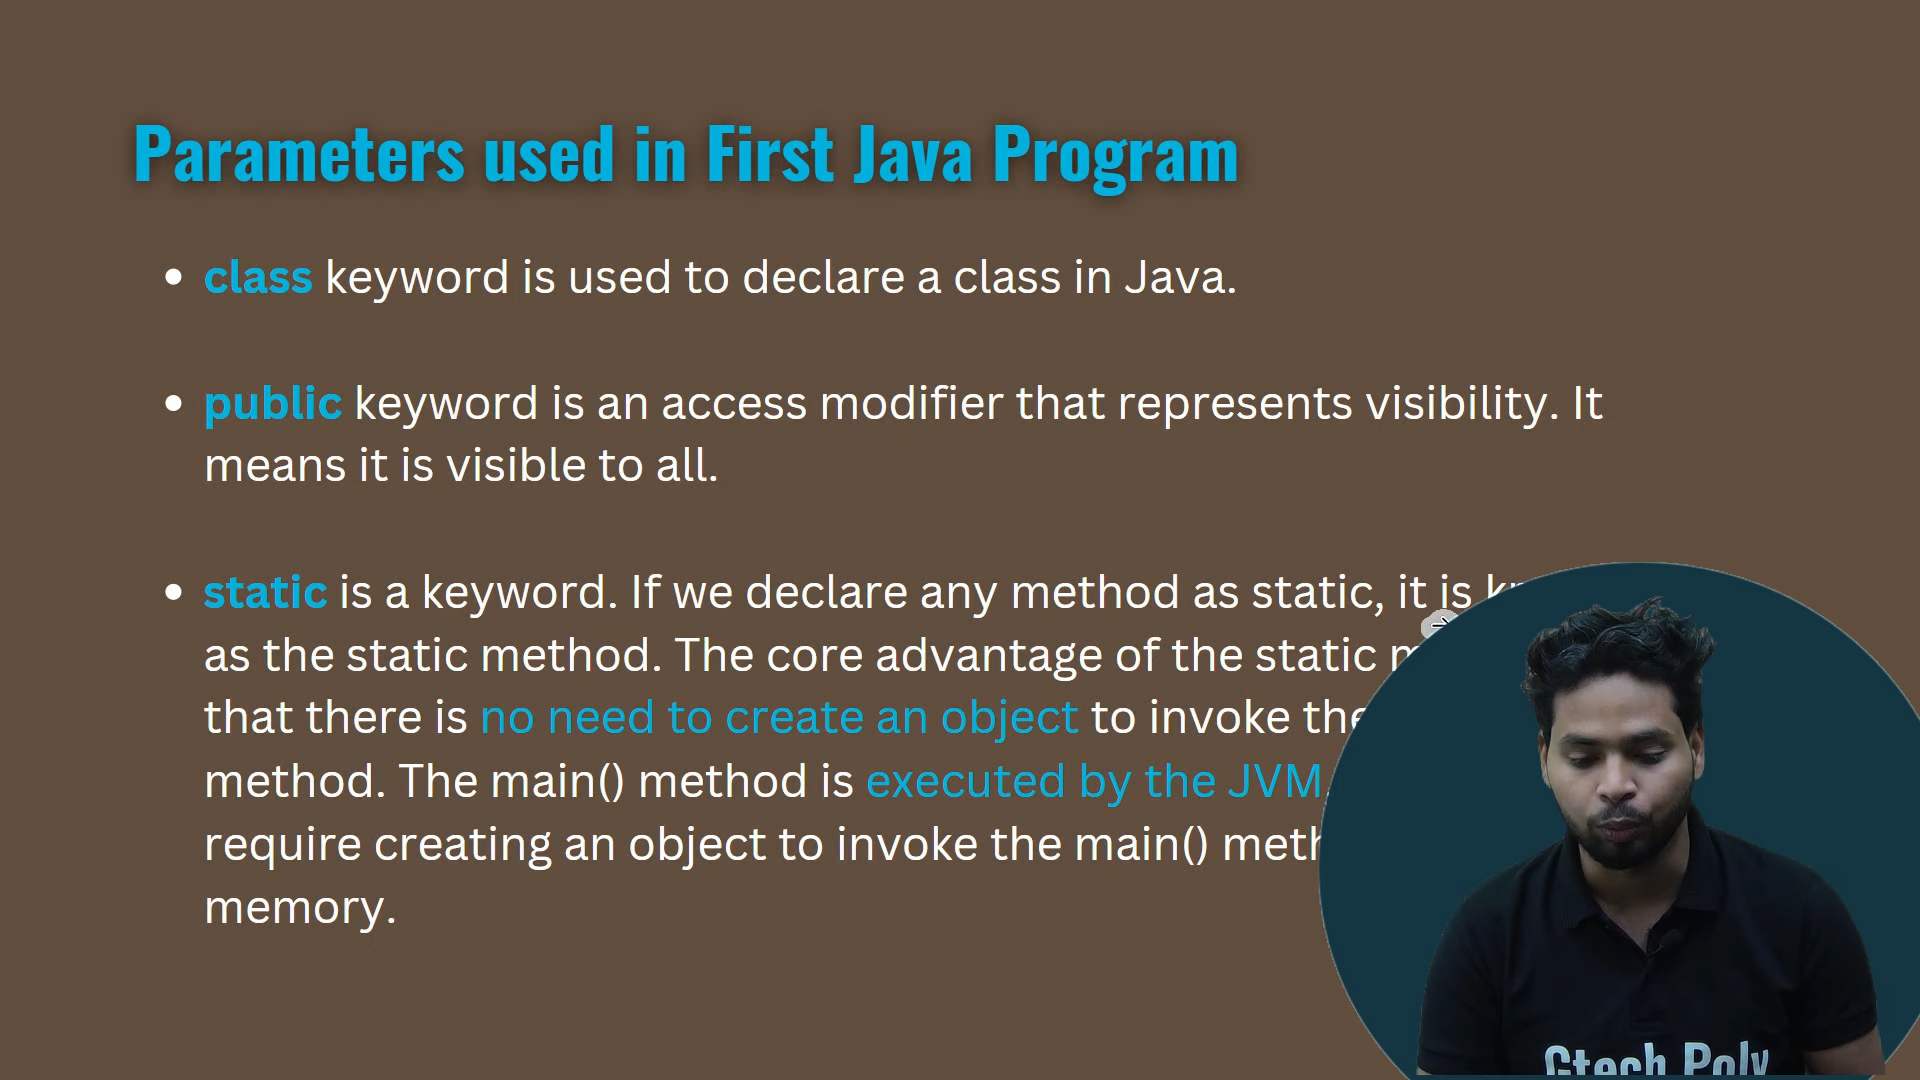 Parameters used in First Java Program
• class keyword is used to declare a class in Java.
• public keyword is an access modifier that represents visibility. It
means it is visible to all.
• static is a keyword. If we declare any method as static, it is
as the static method. The core advantage of the static
that there is no need to create an object to invoke the
method. The main() method is executed by the JVM,
require creating an object to invoke the main()
memory.
Gtech Poly